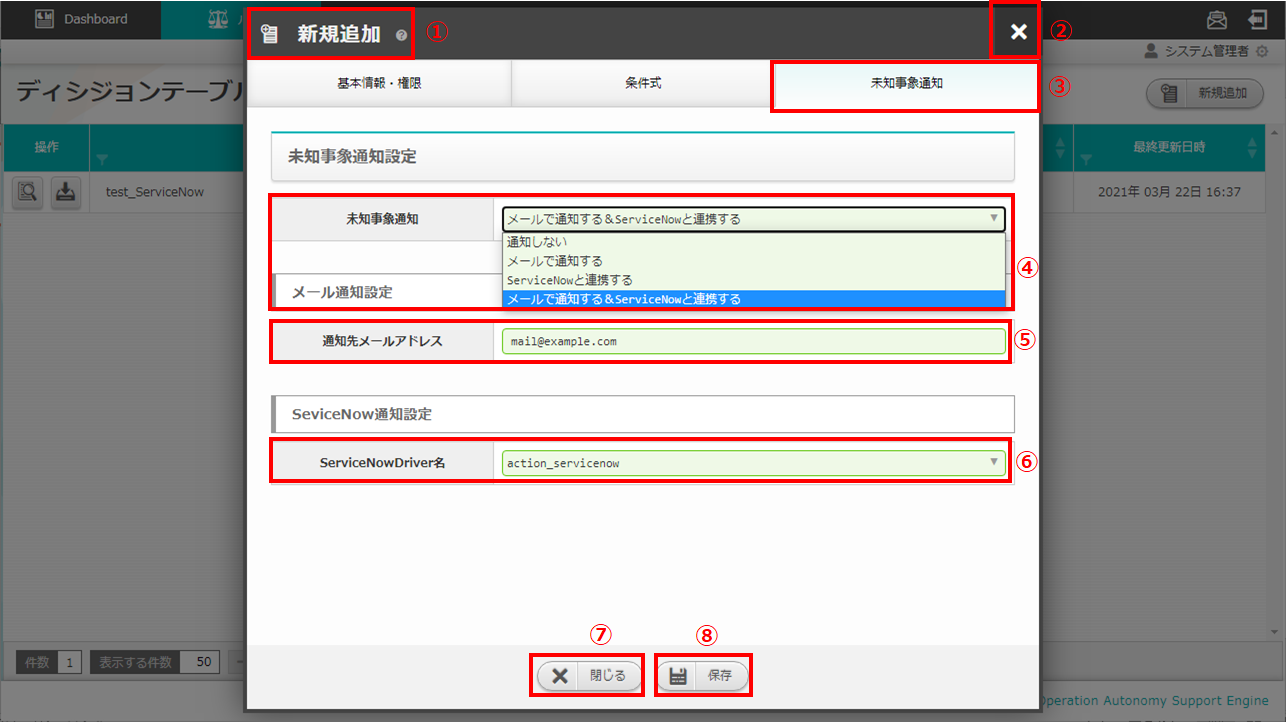 Dashboard
新規追加 ?
①
②
システム管理者
基本情報・権限
条件式
未知事象通知
③
ディシジョンテーブル
新規追加
操作
最終更新日時
未知事象通知設定
test_ServiceNow
2021年 03月 22日 16:37
未知事象通知
メールで通知する＆ServiceNowと連携する
通知しない
メールで通知する
ServiceNowと連携する
メールで通知する＆ServiceNowと連携する
④
メール通知設定
通知先メールアドレス
mail@example.com
⑤
SeviceNow通知設定
ServiceNowDriver名
action_servicenow
⑥
⑦
⑧
件数 1
表示する件数 50
閉じる
保存
Operation Autonomy Support Engine